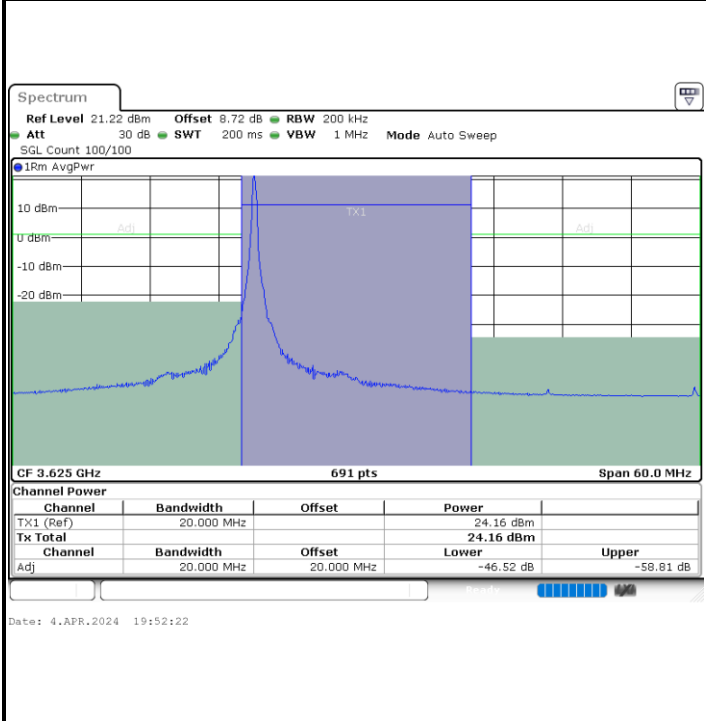 Spectrum
Ref Level 21.22 dBm Offset 8.72 dB RBW 200 kHz
Att 30 dB SWT 200 ms VBW 1 MHz Mode Auto Sweep
SGL Count 100/100
1Rm AvgPwr
10 dBm
TX1
Adj
Adj
0 dBm
-10 dBm
-20 dBm
CF 3.625 GHz 691 pts Span 60.0 MHz
Channel Power
Channel Bandwidth Offset Power
TX1 (Ref) 20.000 MHz 24.16 dBm
Tx Total 24.16 dBm
Channel Bandwidth Offset Lower Upper
Adj 20.000 MHz 20.000 MHz -46.52 dB -58.81 dB
Ready
Date: 4.APR.2024 19:52:22